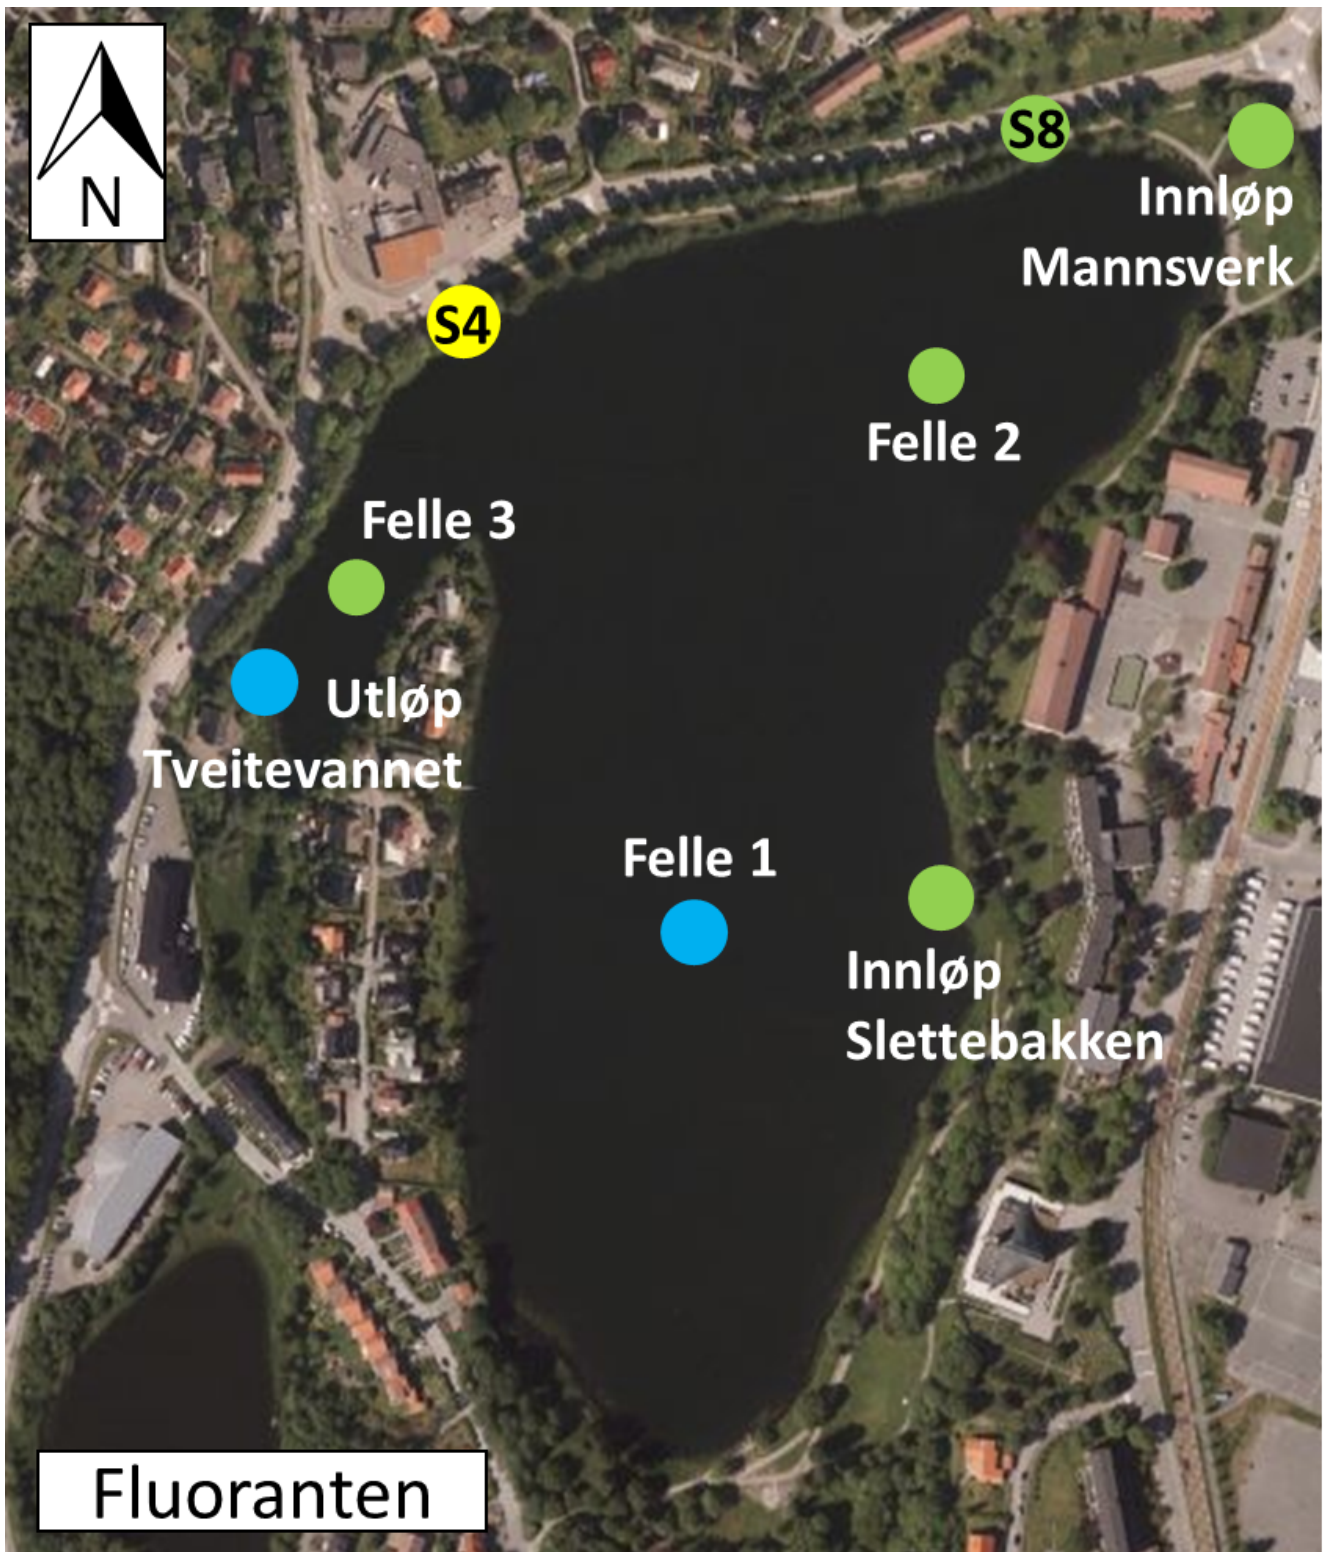 N
S8
Innløp
Mannsverk
S4
Felle 2
Felle 3
Utløp
Tveitevannet
Felle 1
Innløp
Slettebakken
Fluoranten